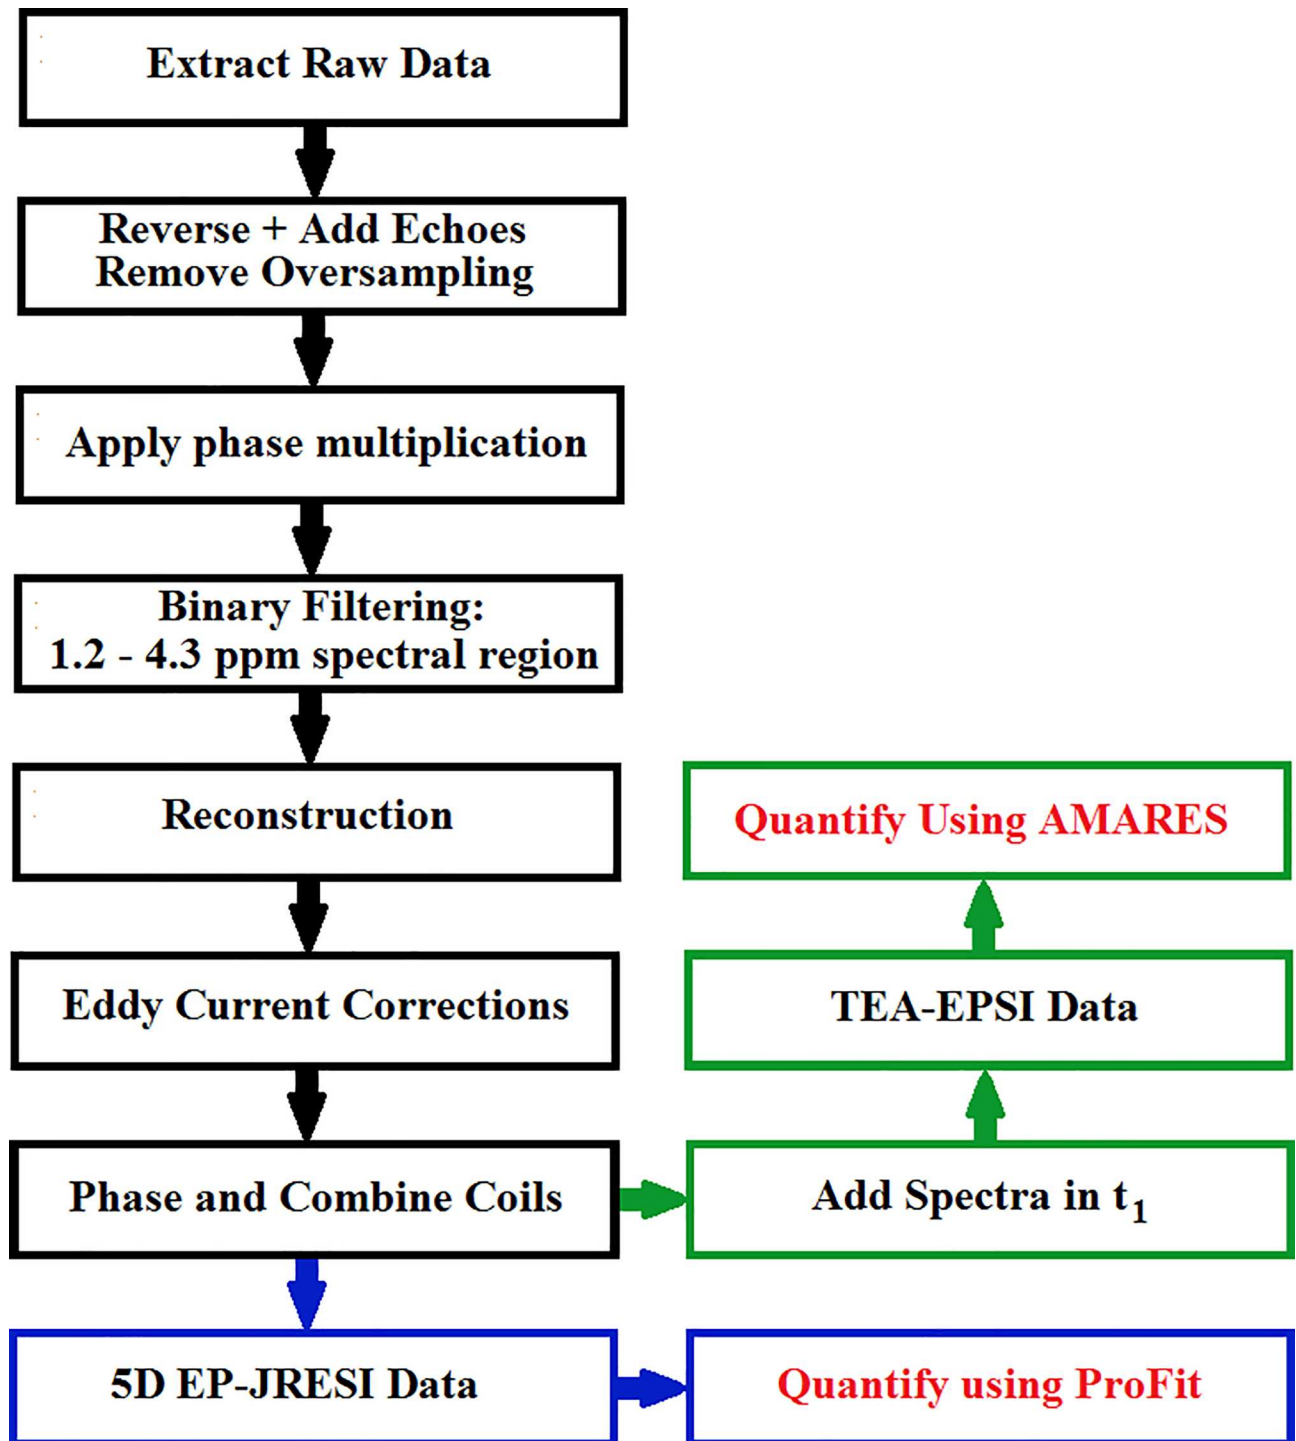 Extract Raw Data
Reverse + Add Echoes
Remove Oversampling
Apply phase multiplication
Binary Filtering:
1.2 - 4.3 ppm spectral region
Reconstruction
Quantify Using AMARES
Eddy Current Corrections
TEA-EPSI Data
Phase and Combine Coils
Add Spectra in t₁
5D EP-JRESI Data
Quantify using ProFit